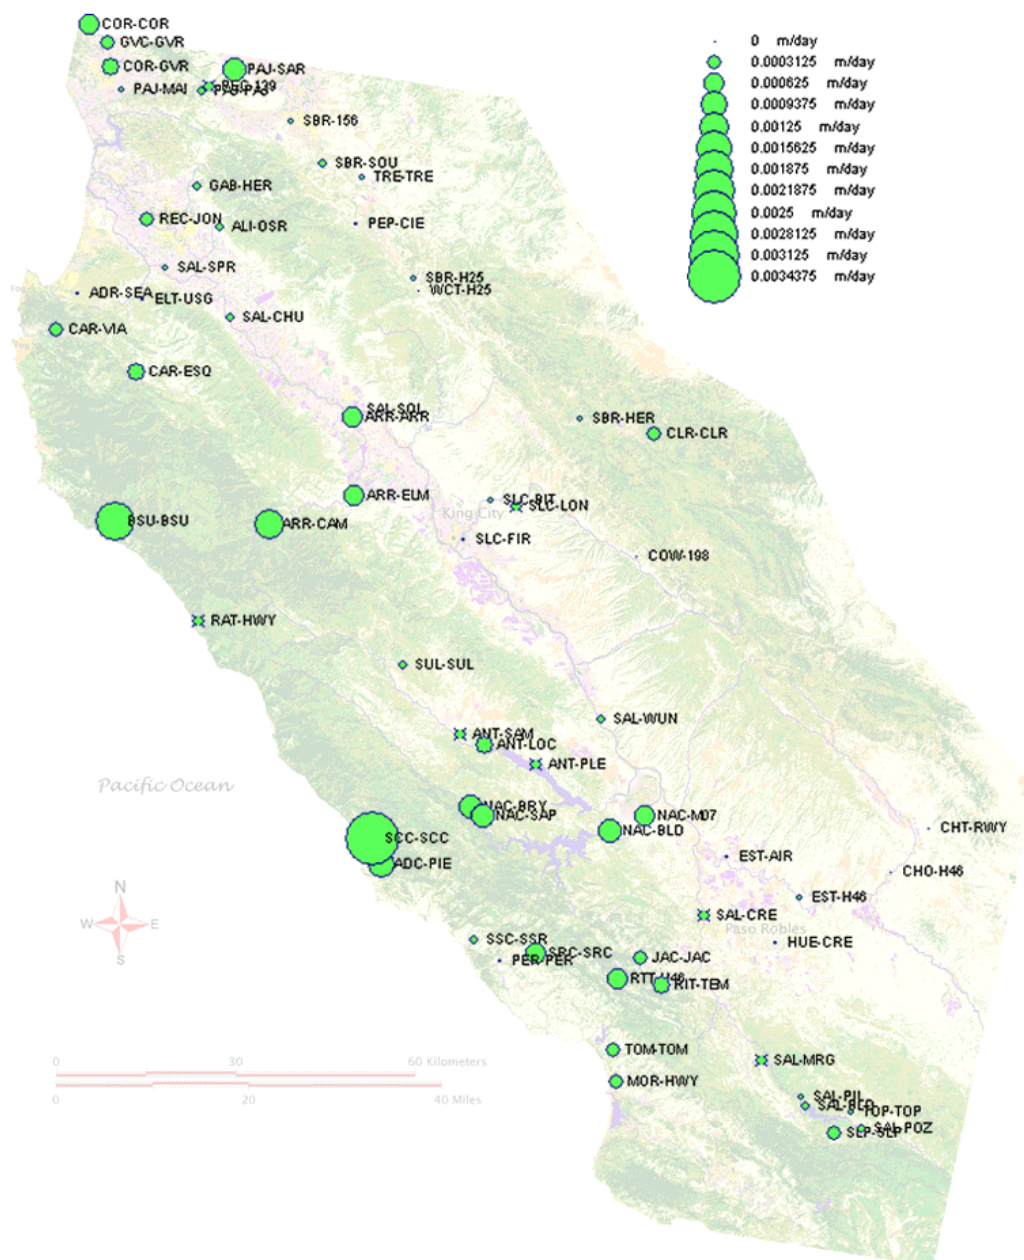 COR-COR
GVC-GVR
COR-GVR
PAJ-SAR
PAJ-MAI
SBR-156
SBR-SOU
TRE-TRE
GAB-HER
REC-JON
ALI-OSR
PEP-CIE
SAL-SPR
SBR-H25
WCT-H25
ADR-SEA
ELT-USG
SAL-CHU
CAR-VIA
CAR-ESQ
SAL-SOL
ARR-ARR
SBR-HER
CLR-CLR
ARR-ELM
SLC-BIT
SLC-LON
King City
BSU-BSU
ARR-CAM
SLC-FIR
COW-198
RAT-HWY
SUL-SUL
SAL-WUN
ANT-SAM
ANT-LOC
ANT-PLE
Pacific Ocean
NAC-BRY
NAC-SAP
NAC-M07
NAC-BLD
CHT-RWY
SCC-SCC
ADC-PIE
EST-AIR
CHO-H46
EST-H46
SAL-CRE
Paso Robles
HUE-CRE
SSC-SSR
SRC-SRC
PER-PER
JAC-JAC
RTT-H46
RIT-TEM
TOM-TOM
SAL-MRG
MOR-HWY
SAL-PIL
TOP-TOP
SAL-POZ
SLP-SLP
0 m/day
0.0003125 m/day
0.000625 m/day
0.0009375 m/day
0.00125 m/day
0.0015625 m/day
0.001875 m/day
0.0021875 m/day
0.0025 m/day
0.0028125 m/day
0.003125 m/day
0.0034375 m/day
N
W E
S
0 30 60 Kilometers
0 20 40 Miles